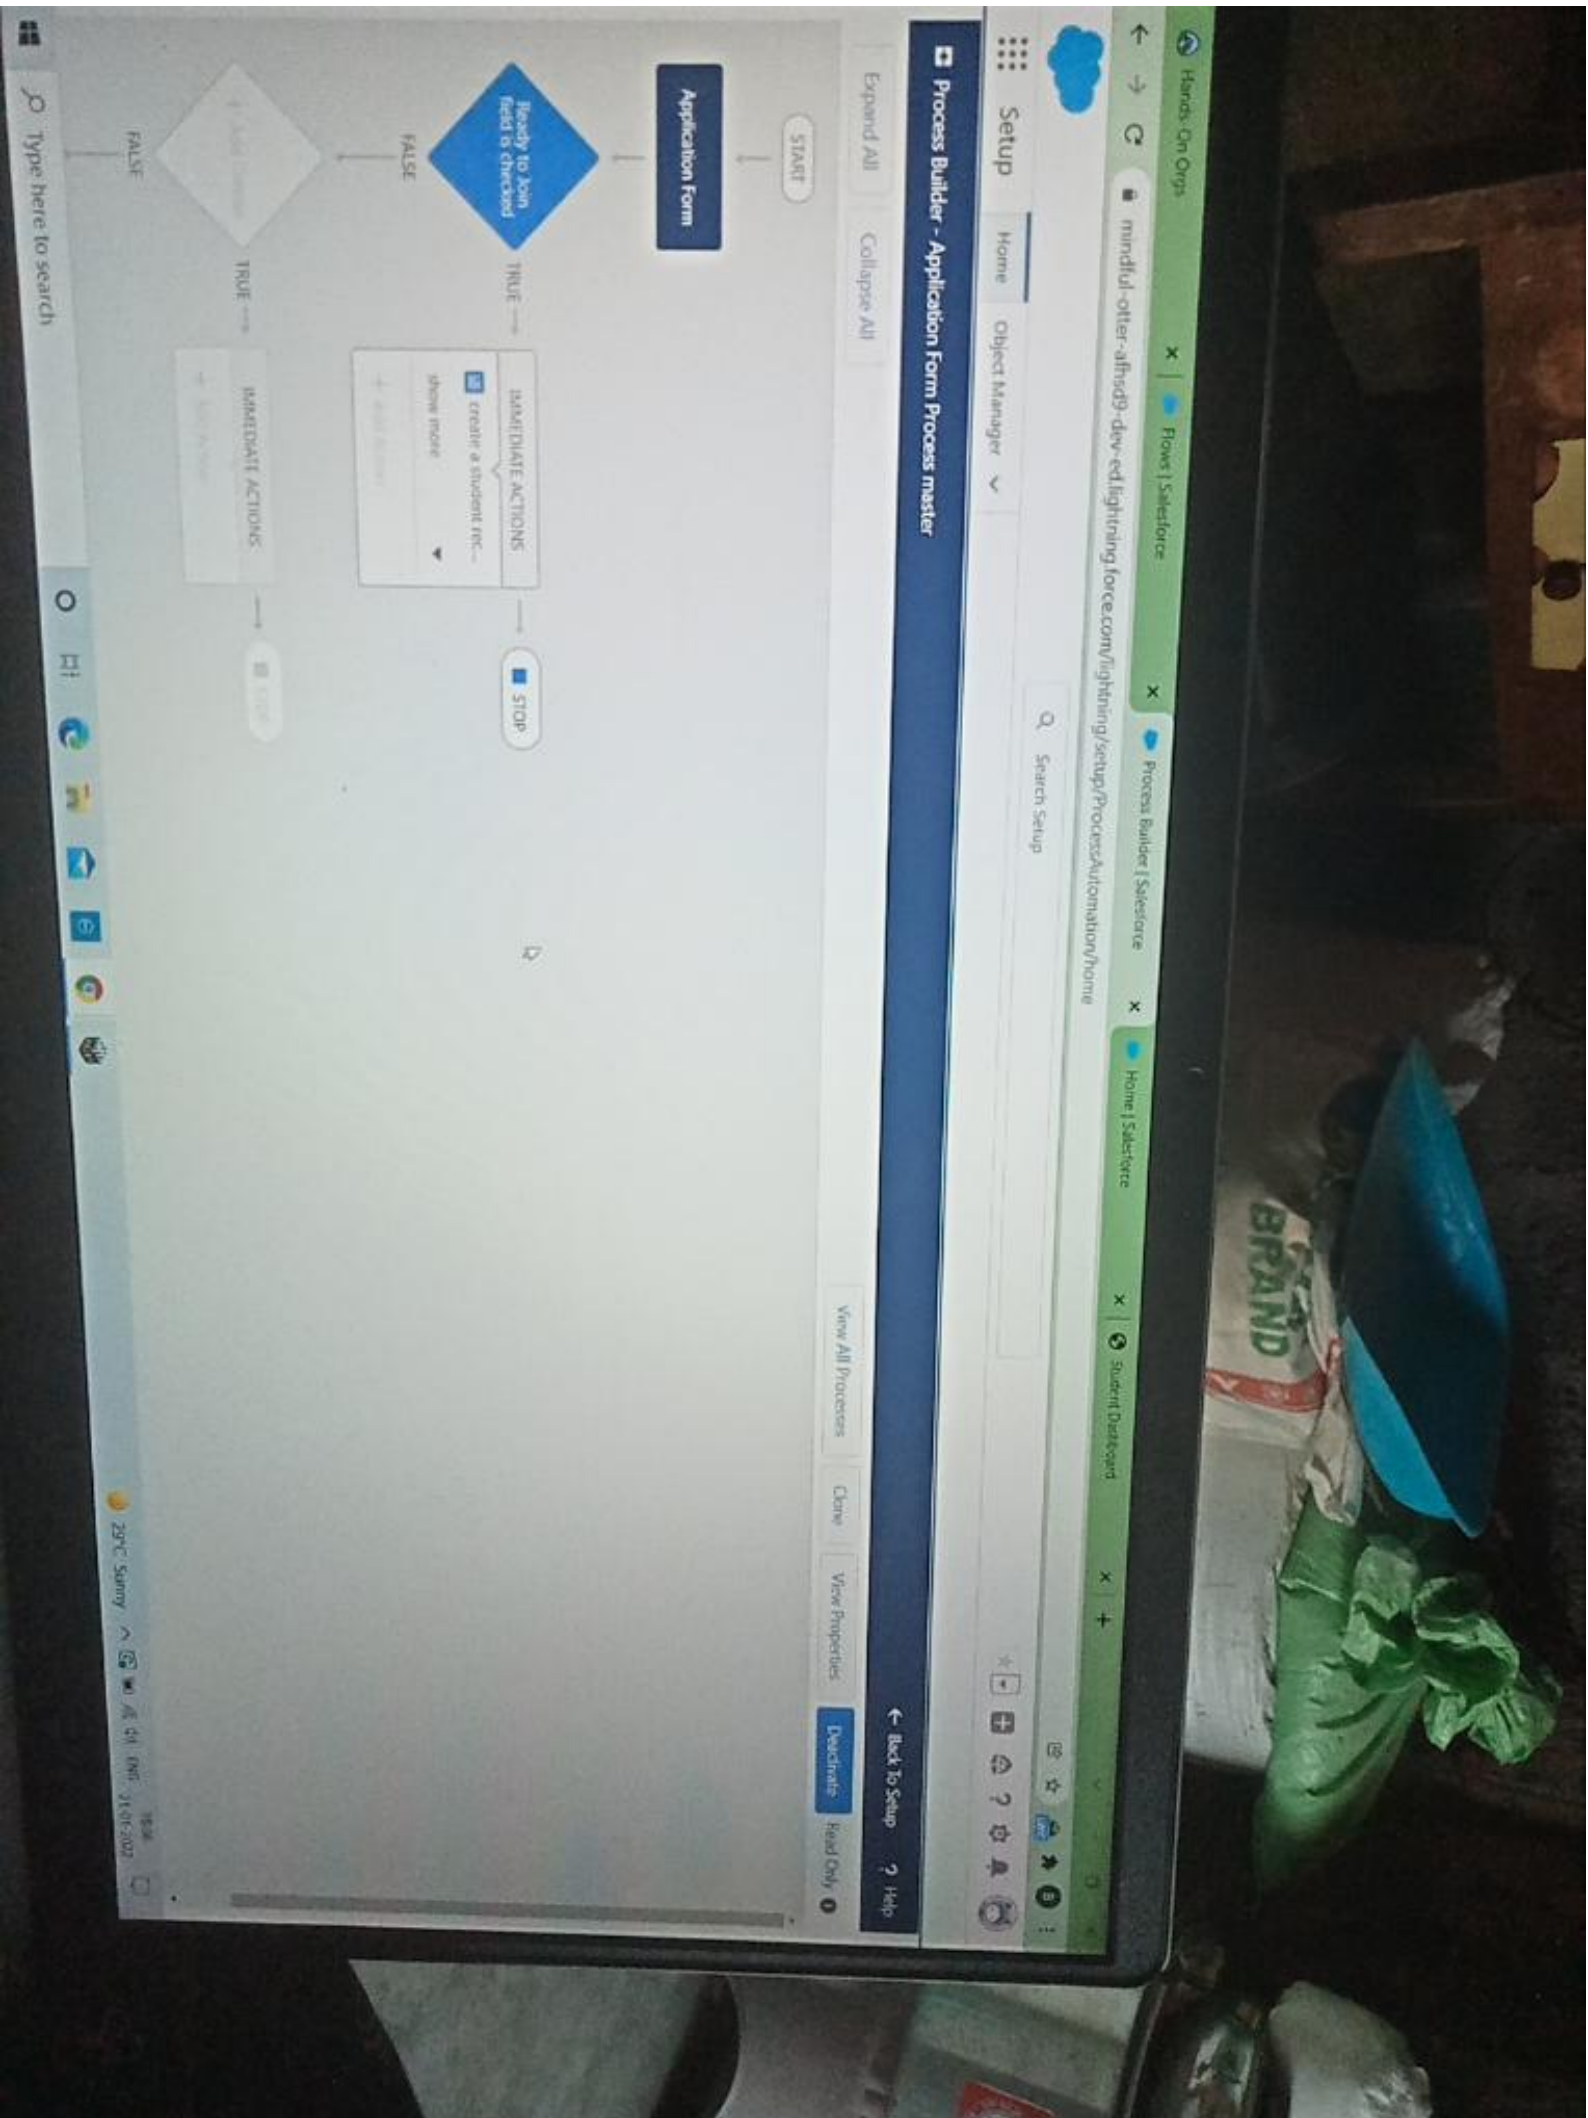 Hands-On Orgs
Flows | Salesforce
Process Builder | Salesforce
Home | Salesforce
Student Dashboard
mindful-otter-afhsd9-dev-ed.lightning.force.com/lightning/setup/ProcessAutomation/home
Search Setup
Setup
Home
Object Manager
Process Builder - Application Form Process master
Back To Setup
? Help
Expand All
Collapse All
View All Processes
Clone
View Properties
Deactivate
Read Only
START
Application Form
Ready to Join
field is checked
TRUE
IMMEDIATE ACTIONS
create a student rec...
show more
STOP
FALSE
TRUE
IMMEDIATE ACTIONS
STOP
FALSE
Type here to search
29°C Sunny
ENG
21-01-2022
BRAND